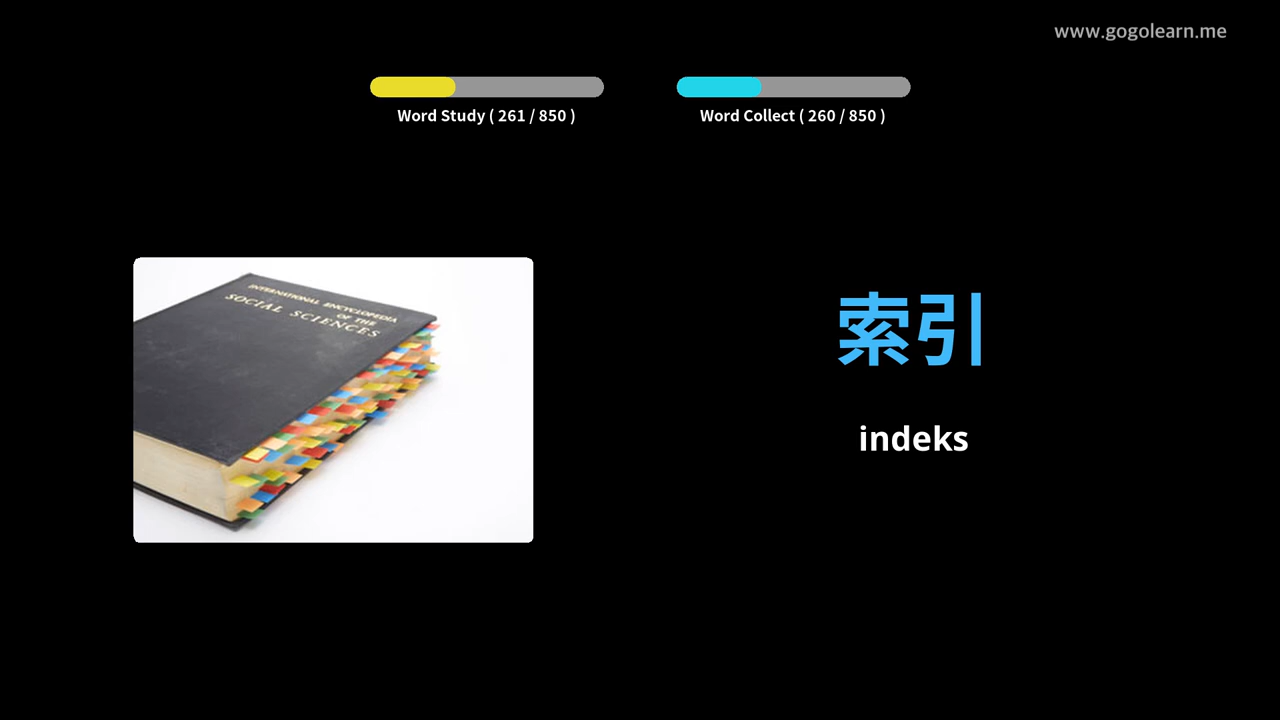 www.gogolearn.me
Word Study ( 261 / 850 )
Word Collect ( 260 / 850 )
INTERNATIONAL ENCYCLOPEDIA
OF THE
SOCIAL SCIENCES
索引
indeks